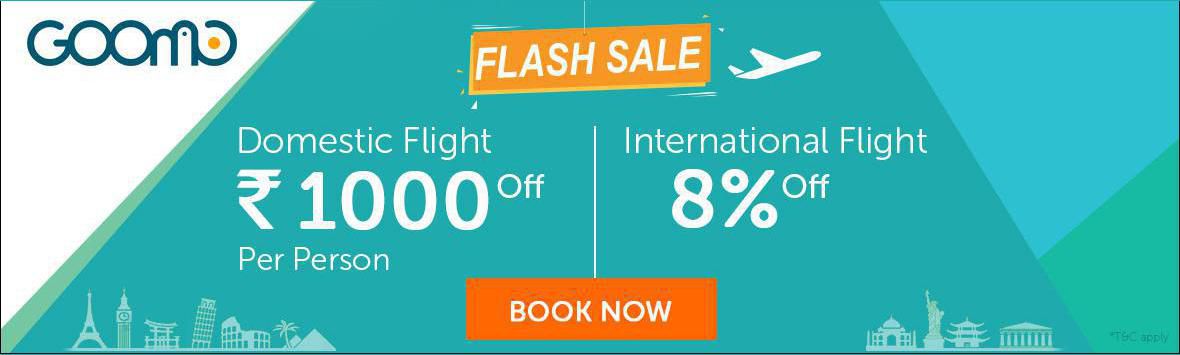 GOOMO
FLASH SALE
Domestic Flight
₹ 1000 Off
Per Person
International Flight
8% Off
BOOK NOW
*T&C apply